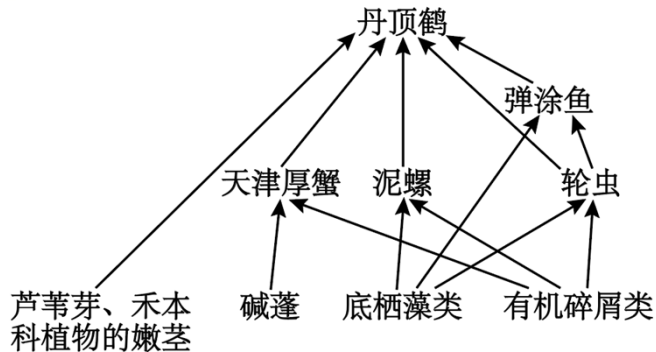 丹顶鹤
弹涂鱼
天津厚蟹
泥螺
轮虫
芦苇芽、禾本
科植物的嫩茎
碱蓬
底栖藻类
有机碎屑类